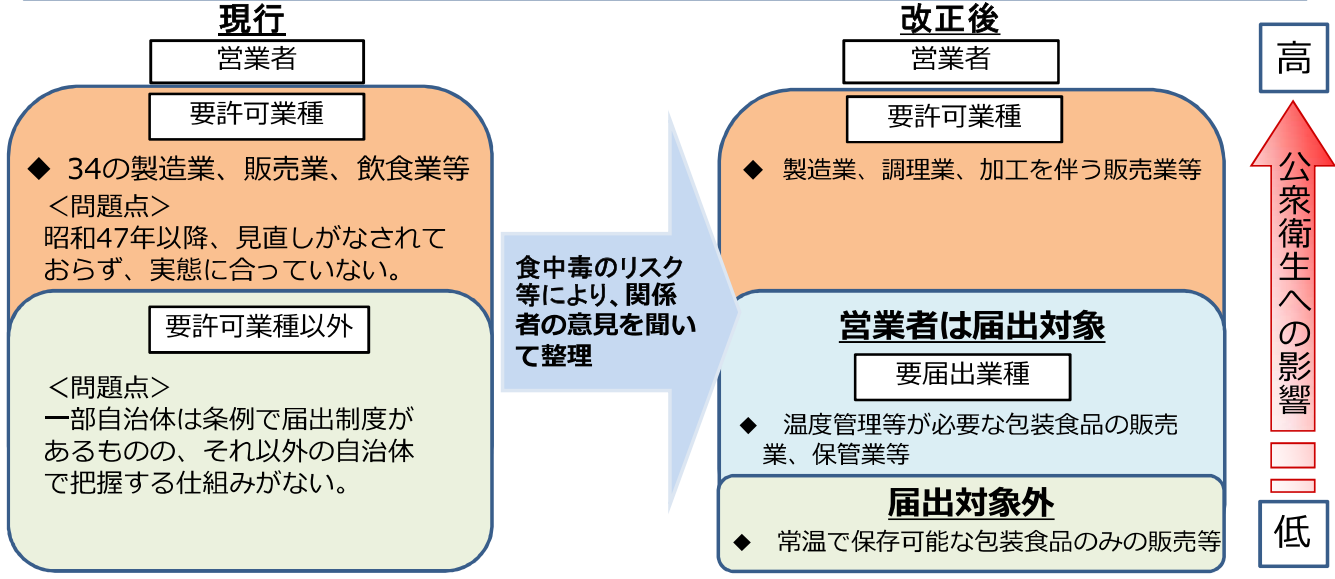 現行
営業者
要許可業種
◆ 34の製造業、販売業、飲食業等
＜問題点＞
昭和47年以降、見直しがなされて
おらず、実態に合っていない。
要許可業種以外
＜問題点＞
一部自治体は条例で届出制度が
あるものの、それ以外の自治体
で把握する仕組みがない。
食中毒のリスク
等により、関係
者の意見を聞い
て整理
改正後
営業者
要許可業種
◆ 製造業、調理業、加工を伴う販売業等
営業者は届出対象
要届出業種
◆ 温度管理等が必要な包装食品の販売
業、保管業等
届出対象外
◆ 常温で保存可能な包装食品のみの販売等
高
公衆衛生への影響
低